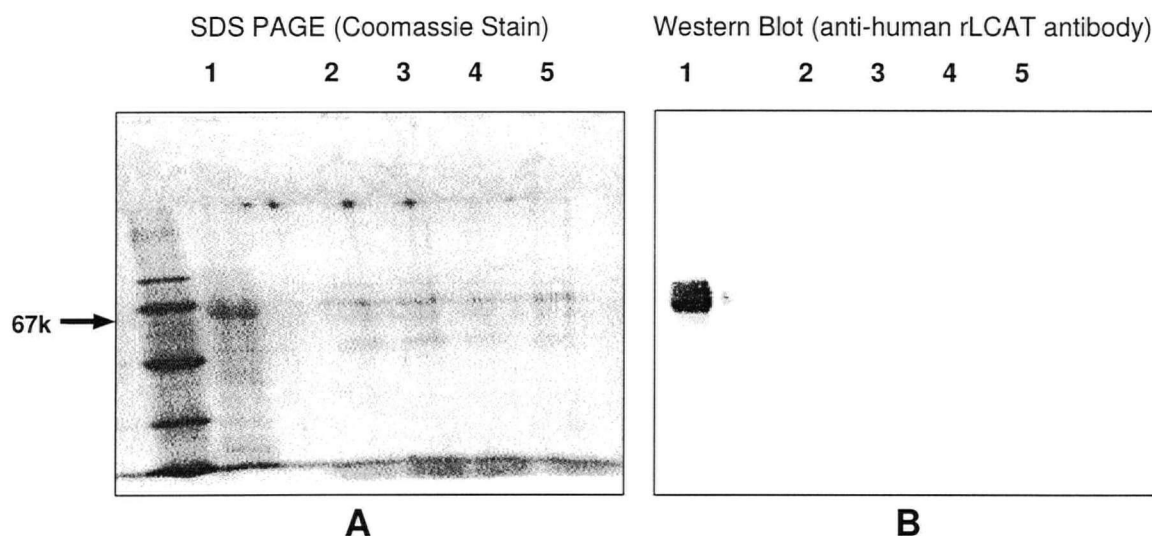 SDS PAGE (Coomassie Stain)
1 2 3 4 5
67k
A
Western Blot (anti-human rLCAT antibody)
1 2 3 4 5
B